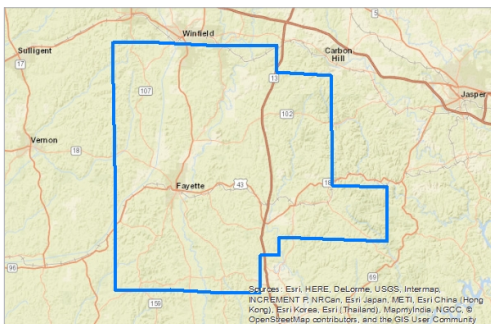 Winfield
Sulligent
Carbon
Hill
17
13
Jasper
107
102
Vernon
18
Fayette
43
18
96
69
159
Sources: Esri, HERE, DeLorme, USGS, Intermap,
INCREMENT P, NRCan, Esri Japan, METI, Esri China (Hong
Kong), Esri Korea, Esri (Thailand), MapmyIndia, NGCC, ©
OpenStreetMap contributors, and the GIS User Community